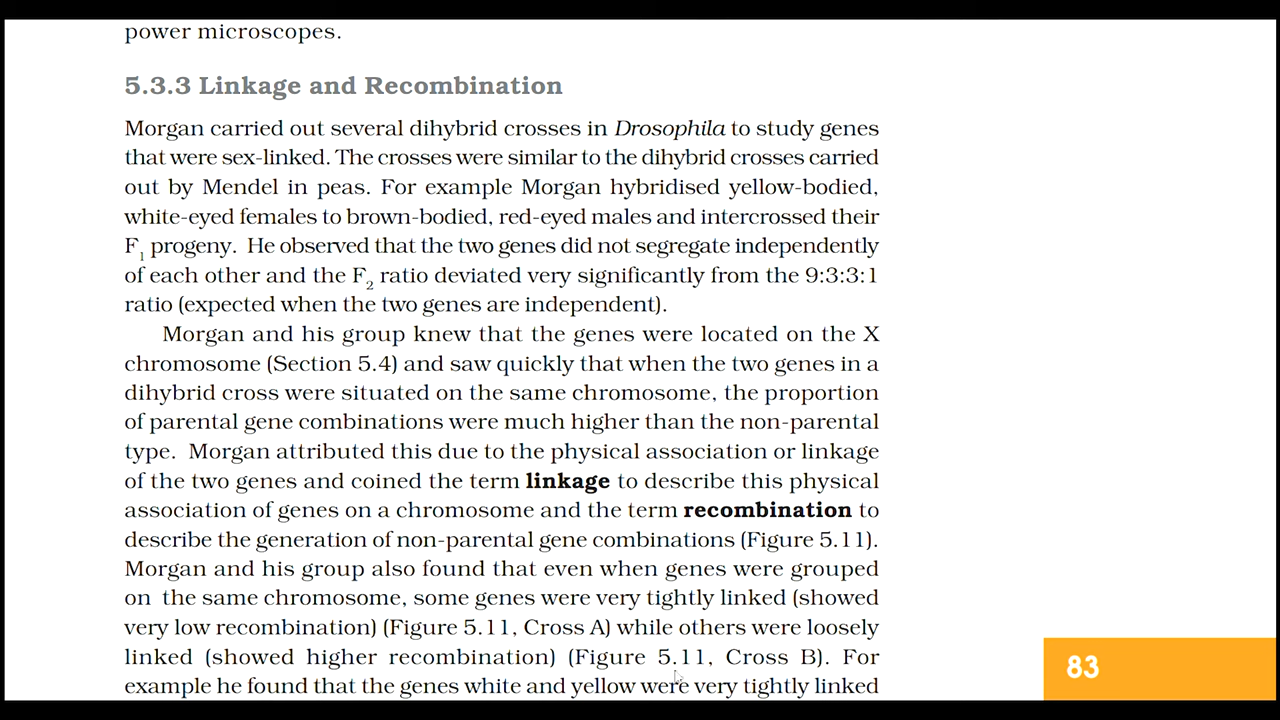 power microscopes.
5.3.3 Linkage and Recombination
Morgan carried out several dihybrid crosses in Drosophila to study genes
that were sex-linked. The crosses were similar to the dihybrid crosses carried
out by Mendel in peas. For example Morgan hybridised yellow-bodied,
white-eyed females to brown-bodied, red-eyed males and intercrossed their
F1 progeny. He observed that the two genes did not segregate independently
of each other and the F2 ratio deviated very significantly from the 9:3:3:1
ratio (expected when the two genes are independent).
Morgan and his group knew that the genes were located on the X
chromosome (Section 5.4) and saw quickly that when the two genes in a
dihybrid cross were situated on the same chromosome, the proportion
of parental gene combinations were much higher than the non-parental
type. Morgan attributed this due to the physical association or linkage
of the two genes and coined the term linkage to describe this physical
association of genes on a chromosome and the term recombination to
describe the generation of non-parental gene combinations (Figure 5.11).
Morgan and his group also found that even when genes were grouped
on the same chromosome, some genes were very tightly linked (showed
very low recombination) (Figure 5.11, Cross A) while others were loosely
linked (showed higher recombination) (Figure 5.11, Cross B). For
example he found that the genes white and yellow were very tightly linked
83